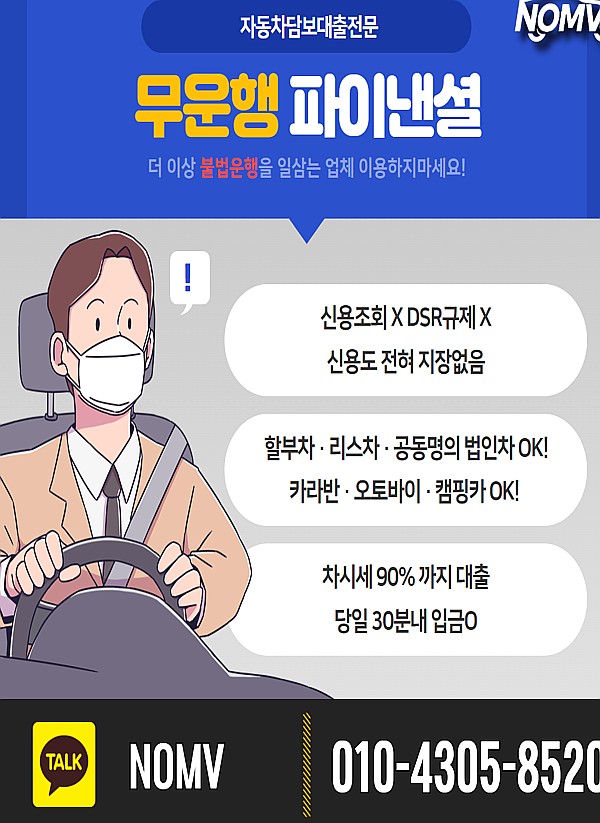 자동차담보대출전문
NOMV
무운행 파이낸셜
더 이상 불법운행을 일삼는 업체 이용하지마세요!
!
신용조회 X DSR규제 X
신용도 전혀 지장없음
할부차 · 리스차 · 공동명의 법인차 OK!
카라반 · 오토바이 · 캠핑카 OK!
차시세 90% 까지 대출
당일 30분내 입금O
TALK
NOMV
010-4305-8520